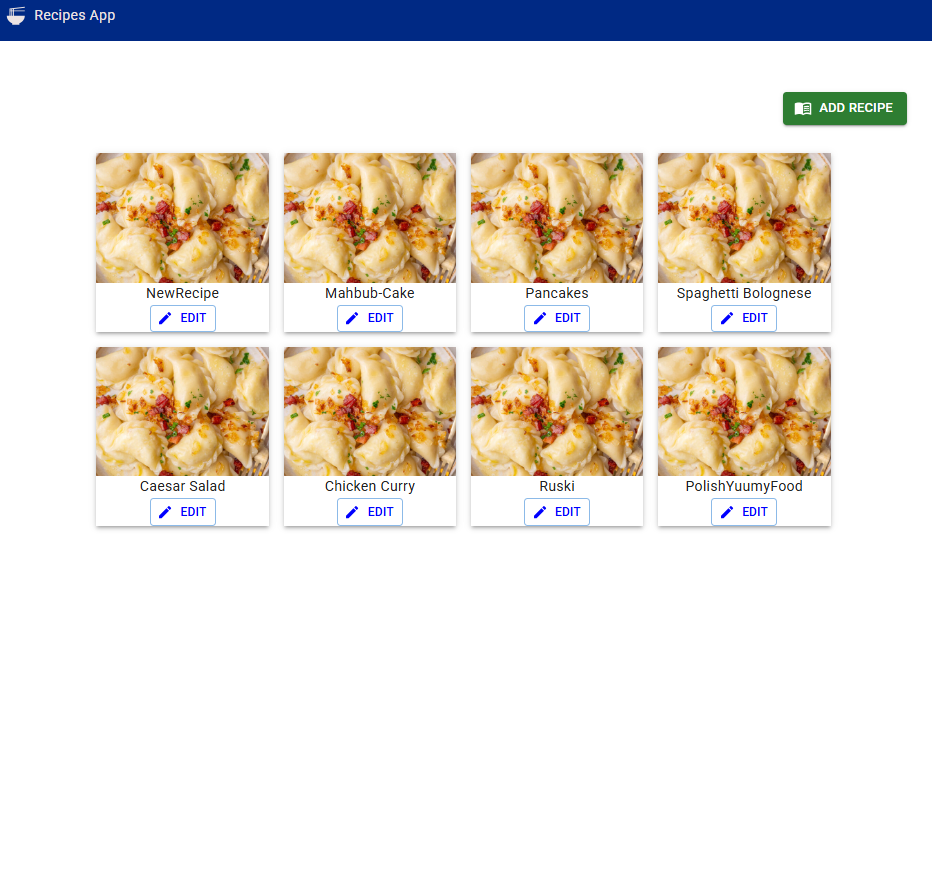 Recipes App
ADD RECIPE
NewRecipe
Mahbub-Cake
Pancakes
Spaghetti Bolognese
EDIT
EDIT
EDIT
EDIT
Caesar Salad
Chicken Curry
Ruski
PolishYuumyFood
EDIT
EDIT
EDIT
EDIT